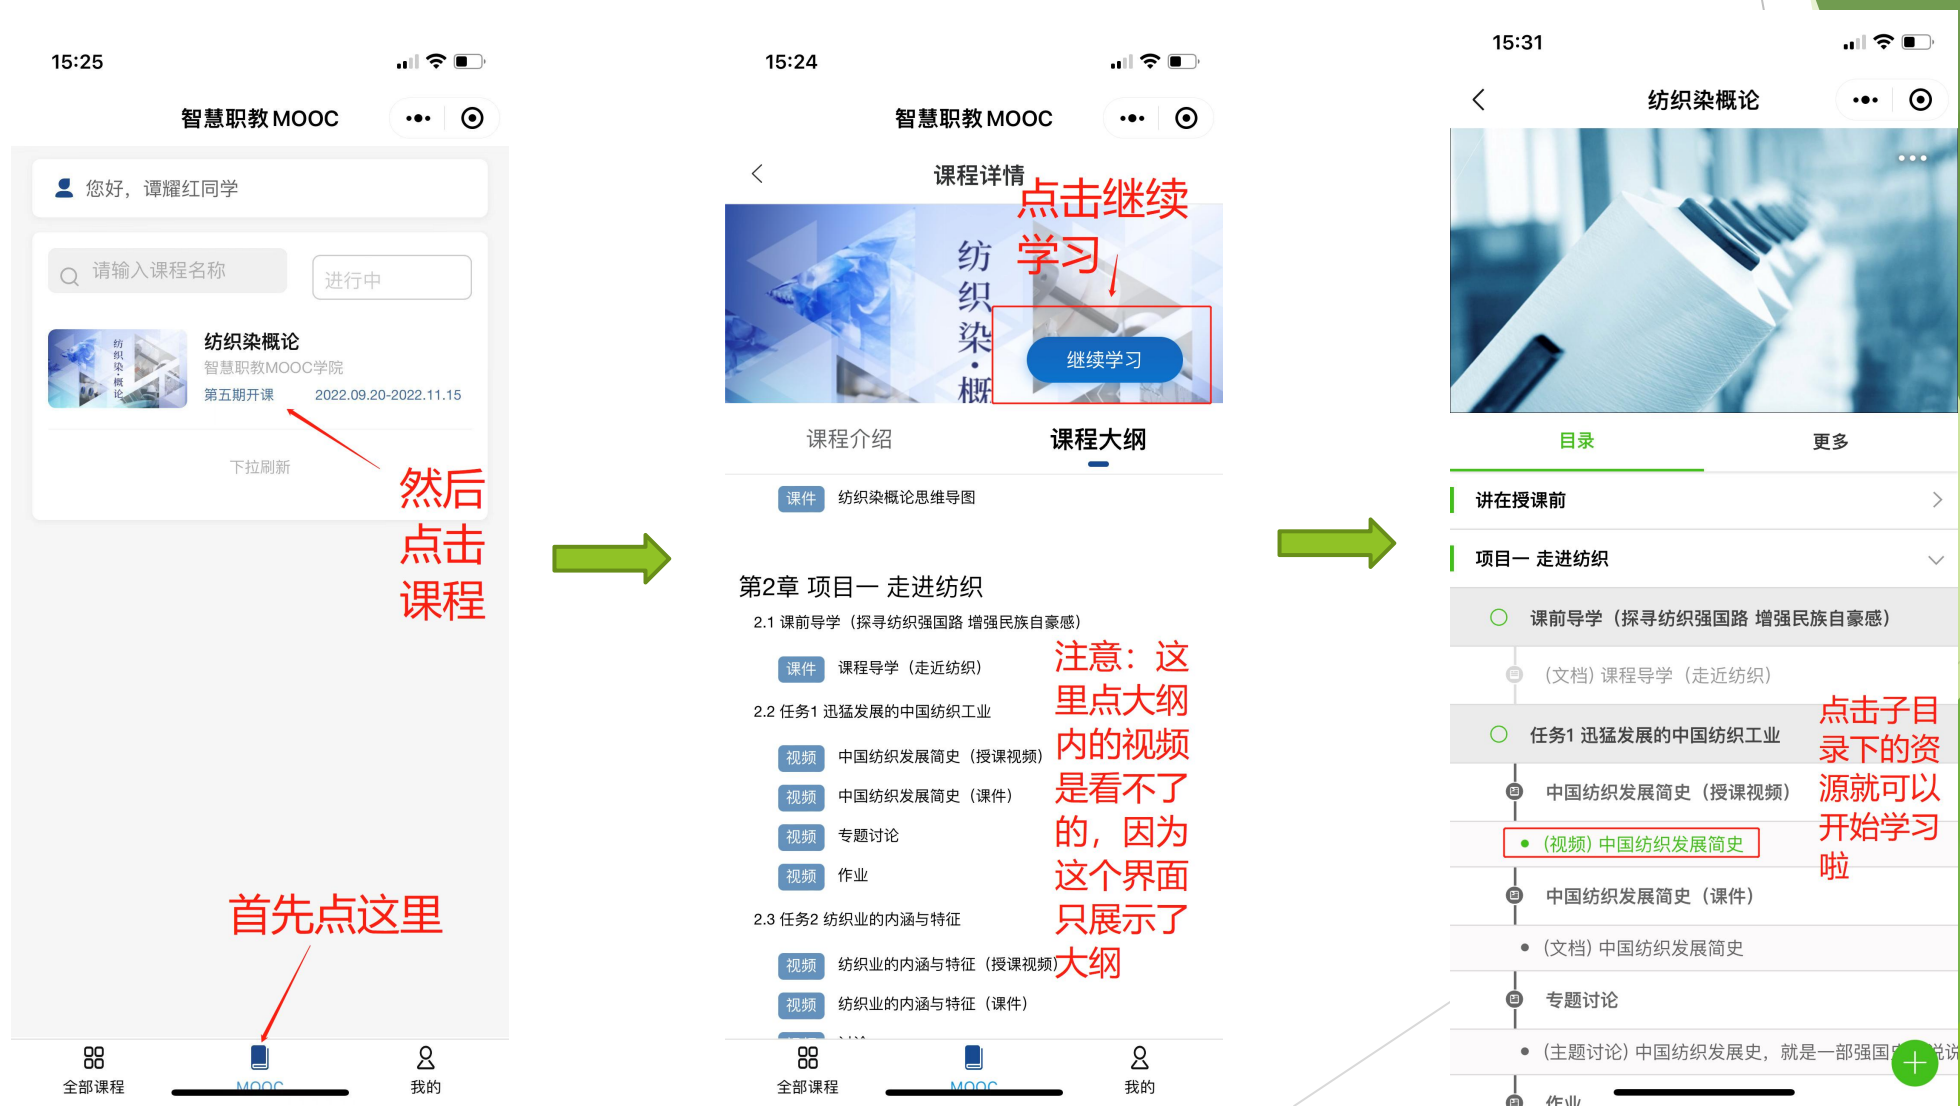 15:25
智慧职教MOOC
您好，谭耀红同学
请输入课程名称
进行中
纺织染·概论
纺织染概论
智慧职教MOOC学院
第五期开课 2022.09.20-2022.11.15
下拉刷新
然后
点击
课程
首先点这里
全部课程
MOOC
我的
15:24
智慧职教MOOC
课程详情
点击继续
学习
纺织染·概
继续学习
课程介绍
课程大纲
课件 纺织染概论思维导图
第2章 项目一 走进纺织
2.1 课前导学（探寻纺织强国路 增强民族自豪感）
课件 课程导学（走近纺织）
2.2 任务1 迅猛发展的中国纺织工业
视频 中国纺织发展简史（授课视频）
视频 中国纺织发展简史（课件）
视频 专题讨论
视频 作业
2.3 任务2 纺织业的内涵与特征
视频 纺织业的内涵与特征（授课视频）
视频 纺织业的内涵与特征（课件）
注意：这
里点大纲
内的视频
是看不了
的，因为
这个界面
只展示了
大纲
全部课程
MOOC
我的
15:31
纺织染概论
目录
更多
讲在授课前
项目一 走进纺织
课前导学（探寻纺织强国路 增强民族自豪感）
(文档) 课程导学（走近纺织）
任务1 迅猛发展的中国纺织工业
中国纺织发展简史（授课视频）
(视频) 中国纺织发展简史
中国纺织发展简史（课件）
(文档) 中国纺织发展简史
专题讨论
(主题讨论) 中国纺织发展史，就是一部强国
作业
点击子目
录下的资
源就可以
开始学习
啦